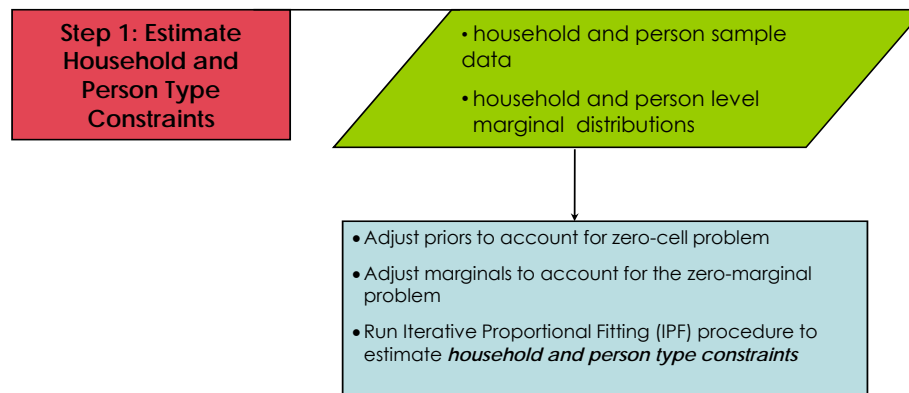 Step 1: Estimate
Household and
Person Type
Constraints
• household and person sample
data
• household and person level
marginal distributions
• Adjust priors to account for zero-cell problem
• Adjust marginals to account for the zero-marginal
problem
• Run Iterative Proportional Fitting (IPF) procedure to
estimate household and person type constraints